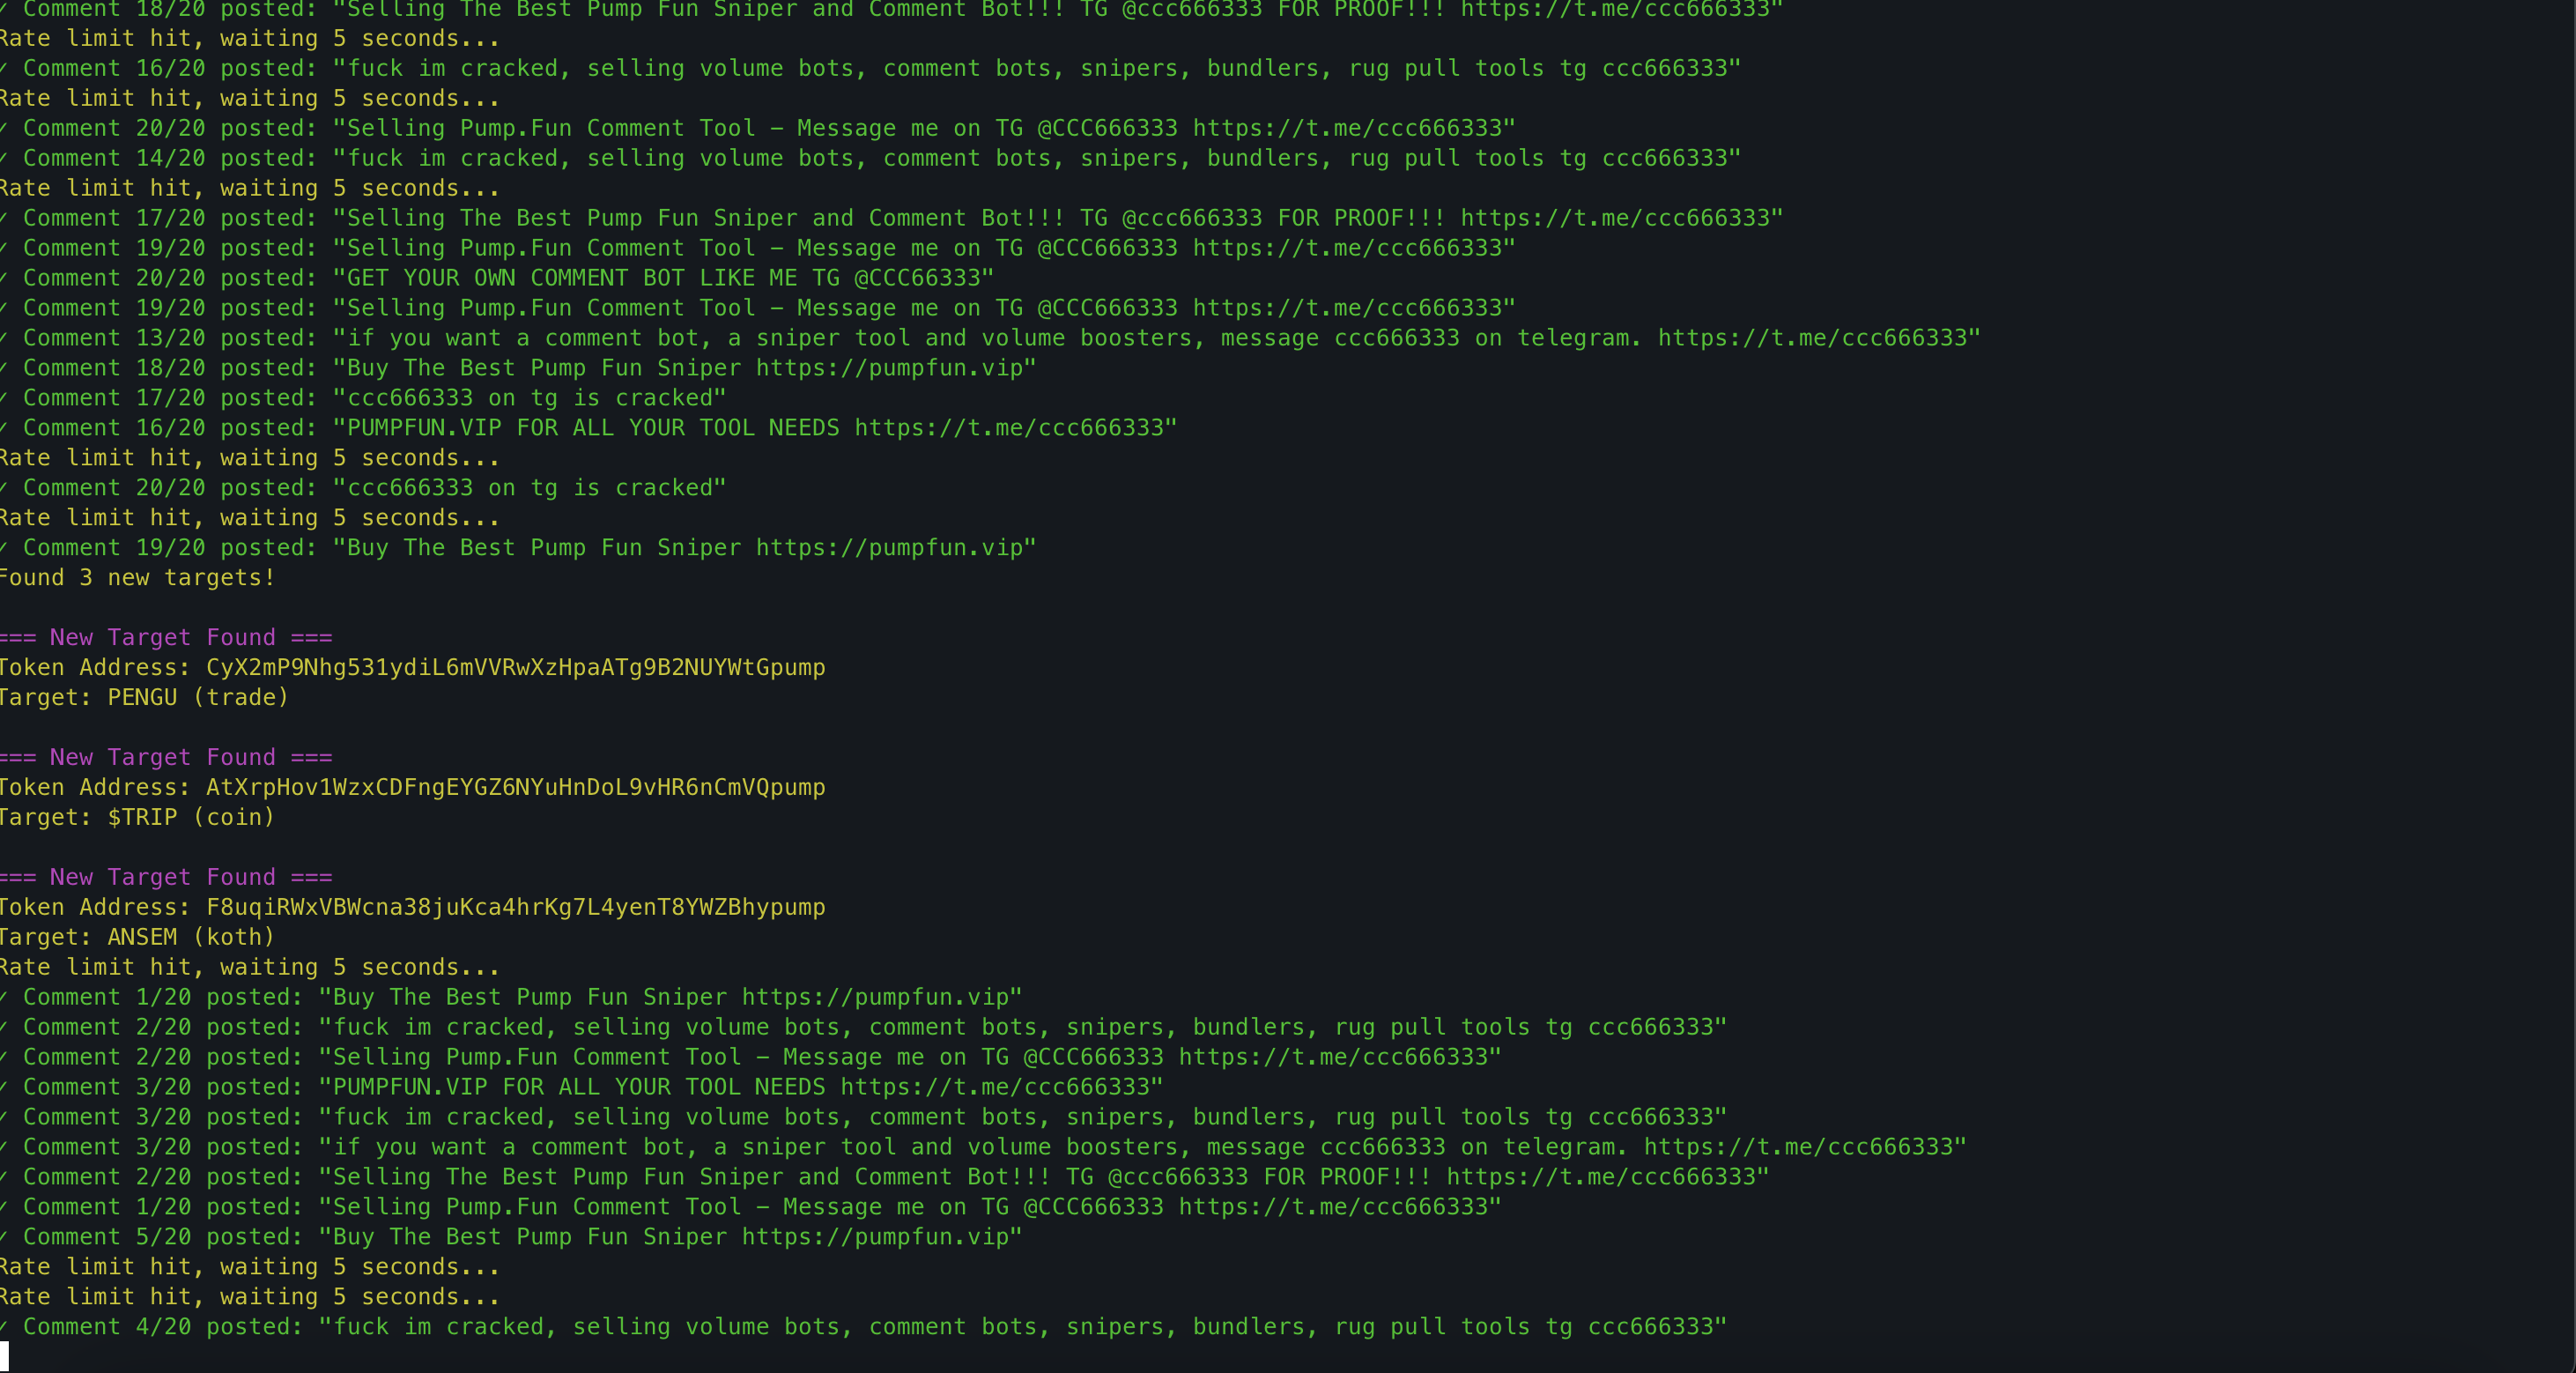 ✓ Comment 18/20 posted: "Selling The Best Pump Fun Sniper and Comment Bot!!! TG @ccc666333 FOR PROOF!!! https://t.me/ccc666333"
Rate limit hit, waiting 5 seconds...
✓ Comment 16/20 posted: "fuck im cracked, selling volume bots, comment bots, snipers, bundlers, rug pull tools tg ccc666333"
Rate limit hit, waiting 5 seconds...
✓ Comment 20/20 posted: "Selling Pump.Fun Comment Tool – Message me on TG @CCC666333 https://t.me/ccc666333"
✓ Comment 14/20 posted: "fuck im cracked, selling volume bots, comment bots, snipers, bundlers, rug pull tools tg ccc666333"
Rate limit hit, waiting 5 seconds...
✓ Comment 17/20 posted: "Selling The Best Pump Fun Sniper and Comment Bot!!! TG @ccc666333 FOR PROOF!!! https://t.me/ccc666333"
✓ Comment 19/20 posted: "Selling Pump.Fun Comment Tool – Message me on TG @CCC666333 https://t.me/ccc666333"
✓ Comment 20/20 posted: "GET YOUR OWN COMMENT BOT LIKE ME TG @CCC66333"
✓ Comment 19/20 posted: "Selling Pump.Fun Comment Tool – Message me on TG @CCC666333 https://t.me/ccc666333"
✓ Comment 13/20 posted: "if you want a comment bot, a sniper tool and volume boosters, message ccc666333 on telegram. https://t.me/ccc666333"
✓ Comment 18/20 posted: "Buy The Best Pump Fun Sniper https://pumpfun.vip"
✓ Comment 17/20 posted: "ccc666333 on tg is cracked"
✓ Comment 16/20 posted: "PUMPFUN.VIP FOR ALL YOUR TOOL NEEDS https://t.me/ccc666333"
Rate limit hit, waiting 5 seconds...
✓ Comment 20/20 posted: "ccc666333 on tg is cracked"
Rate limit hit, waiting 5 seconds...
✓ Comment 19/20 posted: "Buy The Best Pump Fun Sniper https://pumpfun.vip"
Found 3 new targets!
=== New Target Found ===
Token Address: CyX2mP9Nhg531ydiL6mVVRwXzHpaATg9B2NUYWtGpump
Target: PENGU (trade)
=== New Target Found ===
Token Address: AtXrpHov1WzxCDFngEYGZ6NYuHnDoL9vHR6nCmVQpump
Target: $TRIP (coin)
=== New Target Found ===
Token Address: F8uqiRWxVBWcna38juKca4hrKg7L4yenT8YWZBhypump
Target: ANSEM (koth)
Rate limit hit, waiting 5 seconds...
✓ Comment 1/20 posted: "Buy The Best Pump Fun Sniper https://pumpfun.vip"
✓ Comment 2/20 posted: "fuck im cracked, selling volume bots, comment bots, snipers, bundlers, rug pull tools tg ccc666333"
✓ Comment 2/20 posted: "Selling Pump.Fun Comment Tool – Message me on TG @CCC666333 https://t.me/ccc666333"
✓ Comment 3/20 posted: "PUMPFUN.VIP FOR ALL YOUR TOOL NEEDS https://t.me/ccc666333"
✓ Comment 3/20 posted: "fuck im cracked, selling volume bots, comment bots, snipers, bundlers, rug pull tools tg ccc666333"
✓ Comment 3/20 posted: "if you want a comment bot, a sniper tool and volume boosters, message ccc666333 on telegram. https://t.me/ccc666333"
✓ Comment 2/20 posted: "Selling The Best Pump Fun Sniper and Comment Bot!!! TG @ccc666333 FOR PROOF!!! https://t.me/ccc666333"
✓ Comment 1/20 posted: "Selling Pump.Fun Comment Tool – Message me on TG @CCC666333 https://t.me/ccc666333"
✓ Comment 5/20 posted: "Buy The Best Pump Fun Sniper https://pumpfun.vip"
Rate limit hit, waiting 5 seconds...
Rate limit hit, waiting 5 seconds...
✓ Comment 4/20 posted: "fuck im cracked, selling volume bots, comment bots, snipers, bundlers, rug pull tools tg ccc666333"